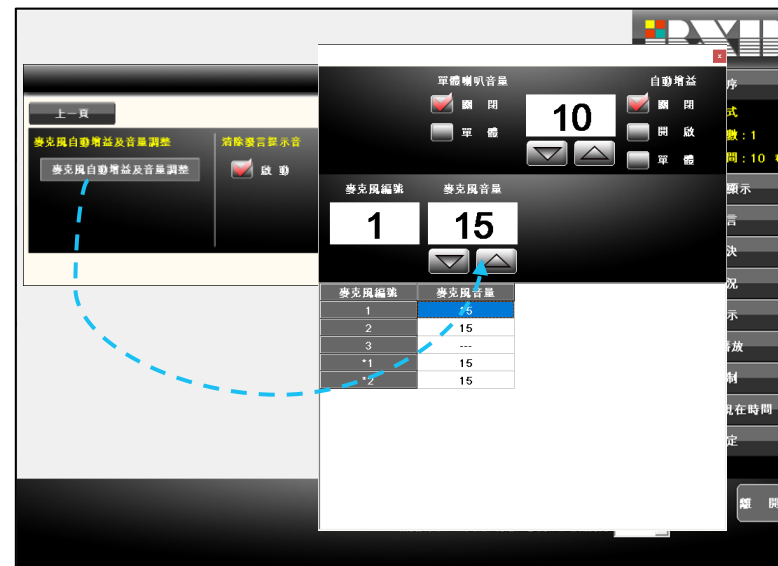 上一頁
麥克風自動增益及音量調整
清除發言提示音
麥克風自動增益及音量調整
啟 動
x
單體喇叭音量
自動增益
關 閉
10
關 閉
單 體
開 啟
單 體
麥克風編號
麥克風音量
1
15
麥克風編號 麥克風音量
1 15
2 15
3 ---
*1 15
*2 15
序
式
數：1
間：10
顯示
言
決
況
示
播放
制
現在時間
定
離 開